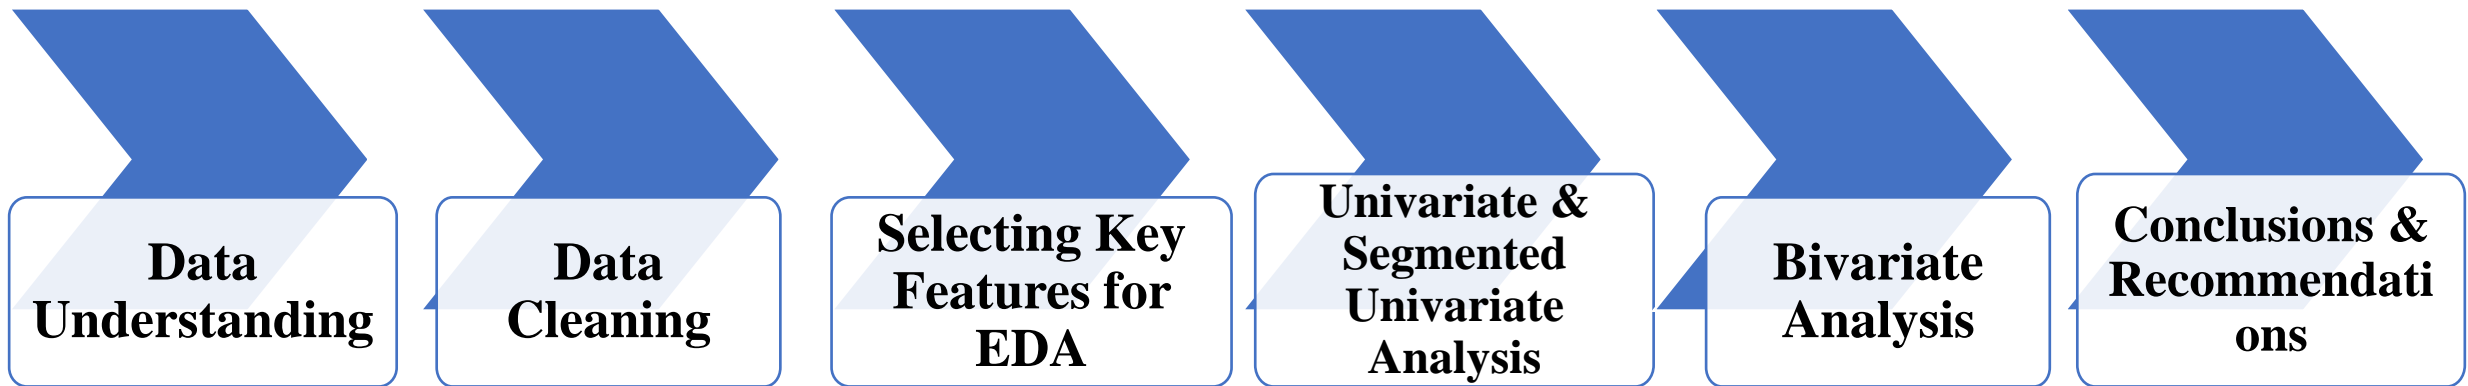 Data
Understanding
Data
Cleaning
Selecting Key
Features for
EDA
Univariate &
Segmented
Univariate
Analysis
Bivariate
Analysis
Conclusions &
Recommendati
ons